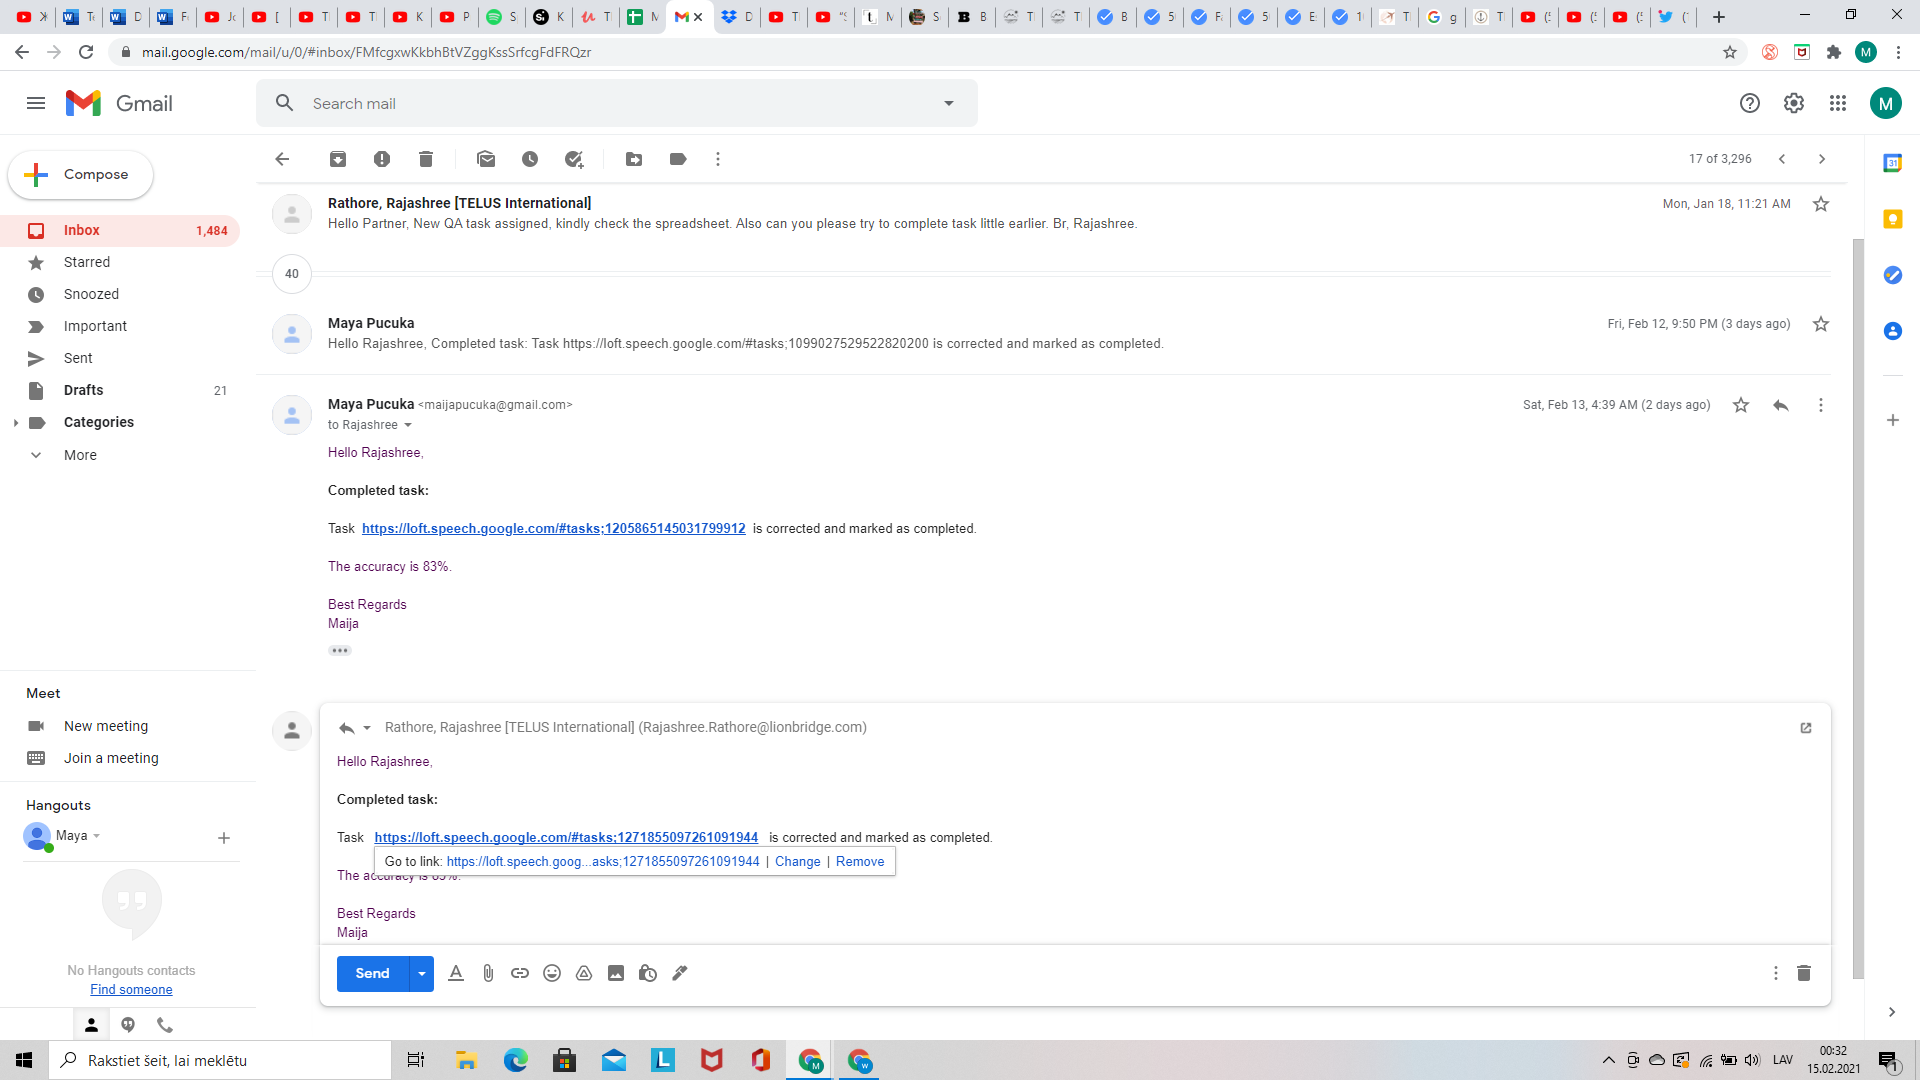 mail.google.com/mail/u/0/#inbox/FMfcgxwKkbhBtVZggKssSrfcgFdFRQzr
M
Gmail
Search mail
M
Compose
17 of 3,296
31
Rathore, Rajashree [TELUS International]
Mon, Jan 18, 11:21 AM
Hello Partner, New QA task assigned, kindly check the spreadsheet. Also can you please try to complete task little earlier. Br, Rajashree.
Inbox 1,484
Starred
Snoozed
Important
Sent
Drafts 21
Categories
More
40
Maya Pucuka
Fri, Feb 12, 9:50 PM (3 days ago)
Hello Rajashree, Completed task: Task https://loft.speech.google.com/#tasks;1099027529522820200 is corrected and marked as completed.
Maya Pucuka <maijapucuka@gmail.com>
Sat, Feb 13, 4:39 AM (2 days ago)
to Rajashree
Hello Rajashree,
Completed task:
Task https://loft.speech.google.com/#tasks;1205865145031799912 is corrected and marked as completed.
The accuracy is 83%.
Best Regards
Maija
Meet
New meeting
Join a meeting
Hangouts
Maya
No Hangouts contacts
Find someone
Rathore, Rajashree [TELUS International] (Rajashree.Rathore@lionbridge.com)
Hello Rajashree,
Completed task:
Task https://loft.speech.google.com/#tasks;1271855097261091944 is corrected and marked as completed.
Go to link: https://loft.speech.goog...asks;1271855097261091944 | Change | Remove
The accuracy is
Best Regards
Maija
Send
Rakstiet šeit, lai meklētu
LAV
00:32
15.02.2021
1